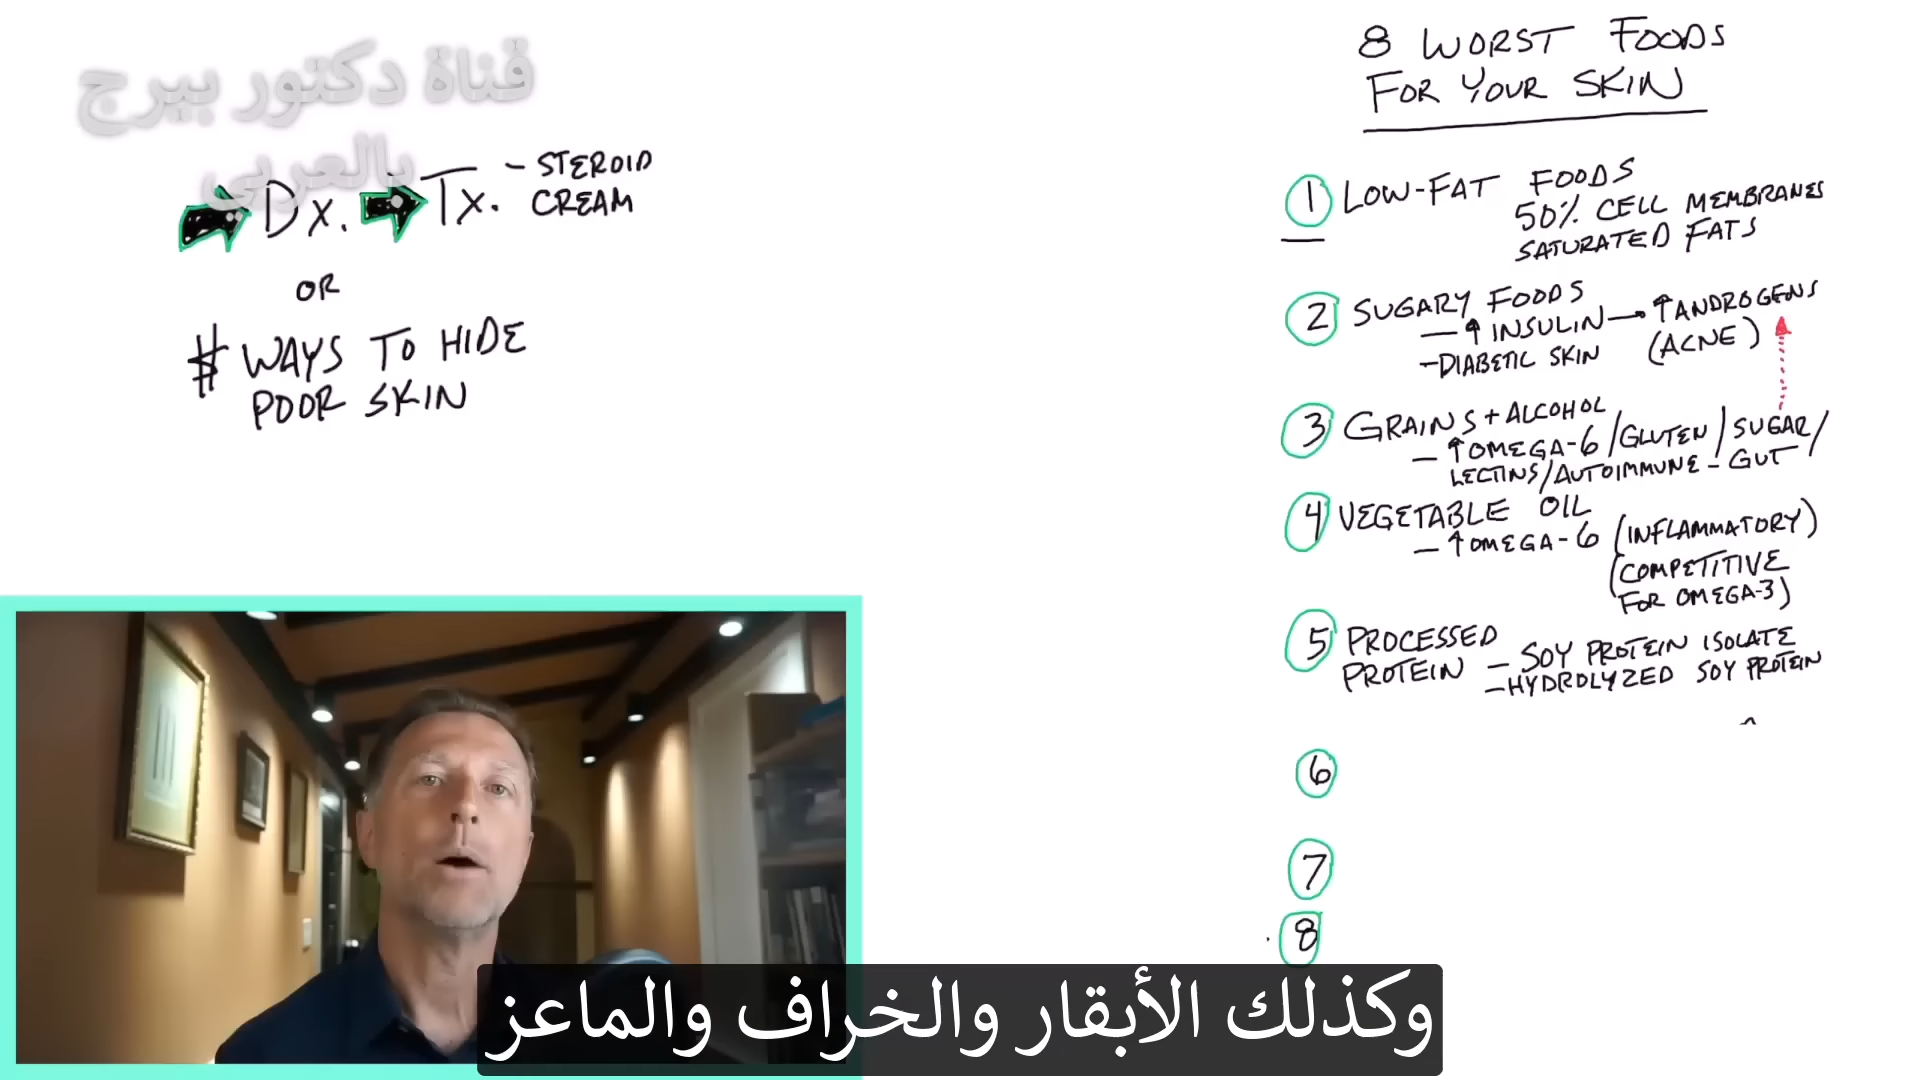 قناة دكتور بيرج
بالعربي
Dx. Tx. - STEROID
CREAM
OR
# WAYS TO HIDE
POOR SKIN
8 WORST FOODS
FOR YOUR SKIN
1 LOW-FAT FOODS
50% CELL MEMBRANES
SATURATED FATS
2 SUGARY FOODS
- ↑ INSULIN → ↑ ANDROGENS
- DIABETIC SKIN (ACNE)
3 GRAINS + ALCOHOL
- ↑ OMEGA-6 / GLUTEN / SUGAR /
LECTINS / AUTOIMMUNE - GUT /
4 VEGETABLE OIL
- ↑ OMEGA-6 (INFLAMMATORY)
(COMPETITIVE
FOR OMEGA-3)
5 PROCESSED
PROTEIN - SOY PROTEIN ISOLATE
- HYDROLYZED SOY PROTEIN
6
7
8
وكذلك الأبقار والخراف والماعز